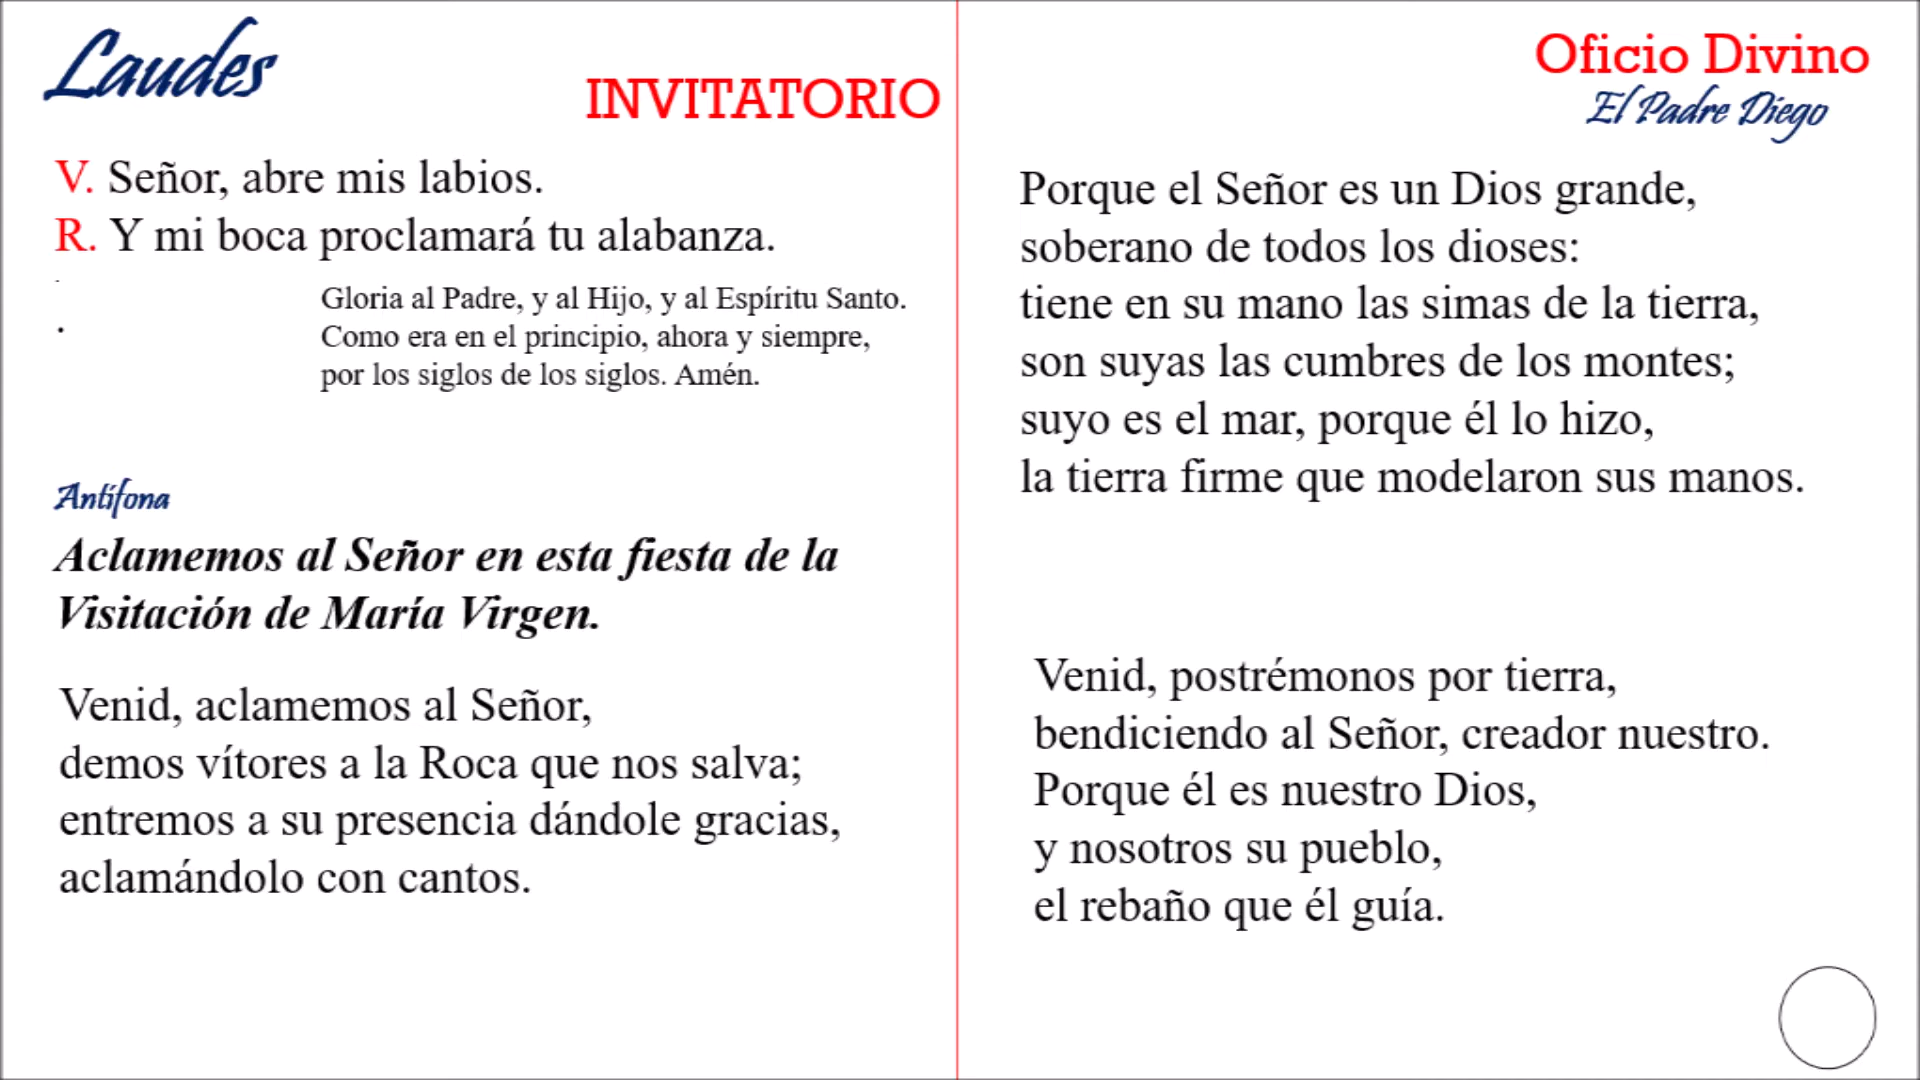 Laudes
INVITATORIO
V. Señor, abre mis labios.
R. Y mi boca proclamará tu alabanza.
Gloria al Padre, y al Hijo, y al Espíritu Santo.
Como era en el principio, ahora y siempre,
por los siglos de los siglos. Amén.
Antífona
Aclamemos al Señor en esta fiesta de la
Visitación de María Virgen.
Venid, aclamemos al Señor,
demos vítores a la Roca que nos salva;
entremos a su presencia dándole gracias,
aclamándolo con cantos.
Oficio Divino
El Padre Diego
Porque el Señor es un Dios grande,
soberano de todos los dioses:
tiene en su mano las simas de la tierra,
son suyas las cumbres de los montes;
suyo es el mar, porque él lo hizo,
la tierra firme que modelaron sus manos.
Venid, postrémonos por tierra,
bendiciendo al Señor, creador nuestro.
Porque él es nuestro Dios,
y nosotros su pueblo,
el rebaño que él guía.